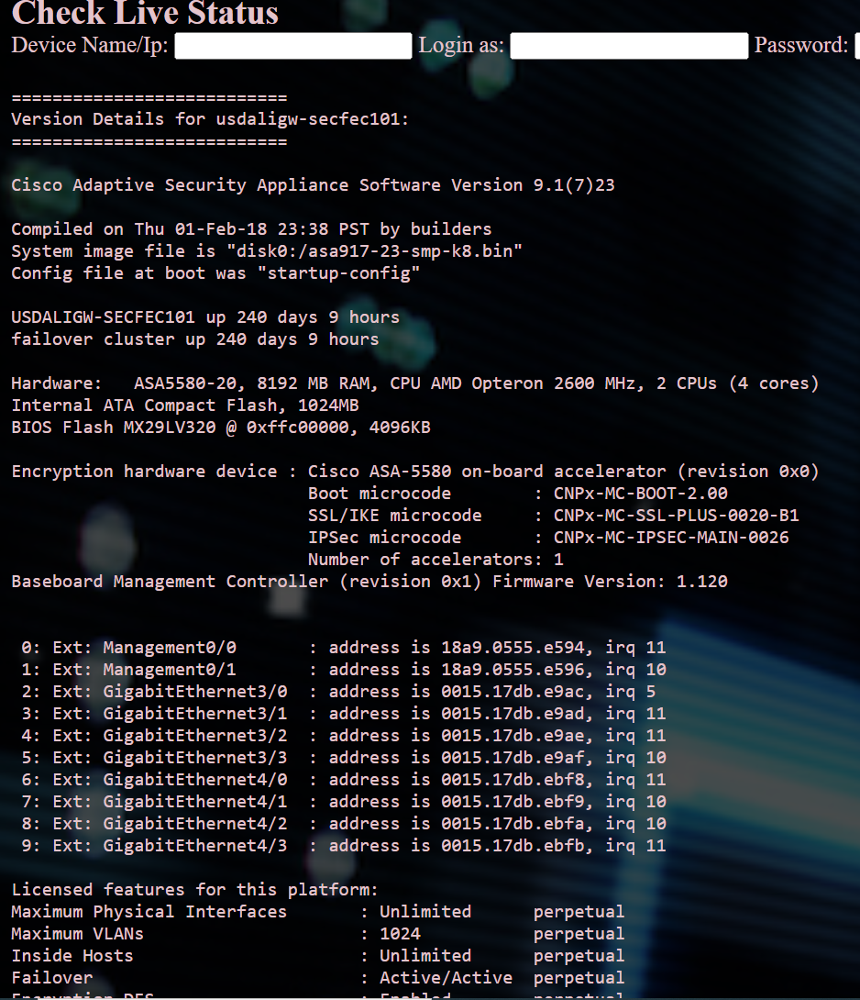 Check Live Status
Device Name/Ip: Login as: Password:
===========================
Version Details for usdaligw-secfec101:
===========================
Cisco Adaptive Security Appliance Software Version 9.1(7)23
Compiled on Thu 01-Feb-18 23:38 PST by builders
System image file is "disk0:/asa917-23-smp-k8.bin"
Config file at boot was "startup-config"
USDALIGW-SECFEC101 up 240 days 9 hours
failover cluster up 240 days 9 hours
Hardware:   ASA5580-20, 8192 MB RAM, CPU AMD Opteron 2600 MHz, 2 CPUs (4 cores)
Internal ATA Compact Flash, 1024MB
BIOS Flash MX29LV320 @ 0xffc00000, 4096KB
Encryption hardware device : Cisco ASA-5580 on-board accelerator (revision 0x0)
Boot microcode        : CNPx-MC-BOOT-2.00
SSL/IKE microcode     : CNPx-MC-SSL-PLUS-0020-B1
IPSec microcode       : CNPx-MC-IPSEC-MAIN-0026
Number of accelerators: 1
Baseboard Management Controller (revision 0x1) Firmware Version: 1.120
0: Ext: Management0/0       : address is 18a9.0555.e594, irq 11
1: Ext: Management0/1       : address is 18a9.0555.e596, irq 10
2: Ext: GigabitEthernet3/0  : address is 0015.17db.e9ac, irq 5
3: Ext: GigabitEthernet3/1  : address is 0015.17db.e9ad, irq 11
4: Ext: GigabitEthernet3/2  : address is 0015.17db.e9ae, irq 11
5: Ext: GigabitEthernet3/3  : address is 0015.17db.e9af, irq 10
6: Ext: GigabitEthernet4/0  : address is 0015.17db.ebf8, irq 11
7: Ext: GigabitEthernet4/1  : address is 0015.17db.ebf9, irq 10
8: Ext: GigabitEthernet4/2  : address is 0015.17db.ebfa, irq 10
9: Ext: GigabitEthernet4/3  : address is 0015.17db.ebfb, irq 11
Licensed features for this platform:
Maximum Physical Interfaces       : Unlimited      perpetual
Maximum VLANs                     : 1024           perpetual
Inside Hosts                      : Unlimited      perpetual
Failover                          : Active/Active  perpetual
Encryption-DES                    : Enabled        perpetual